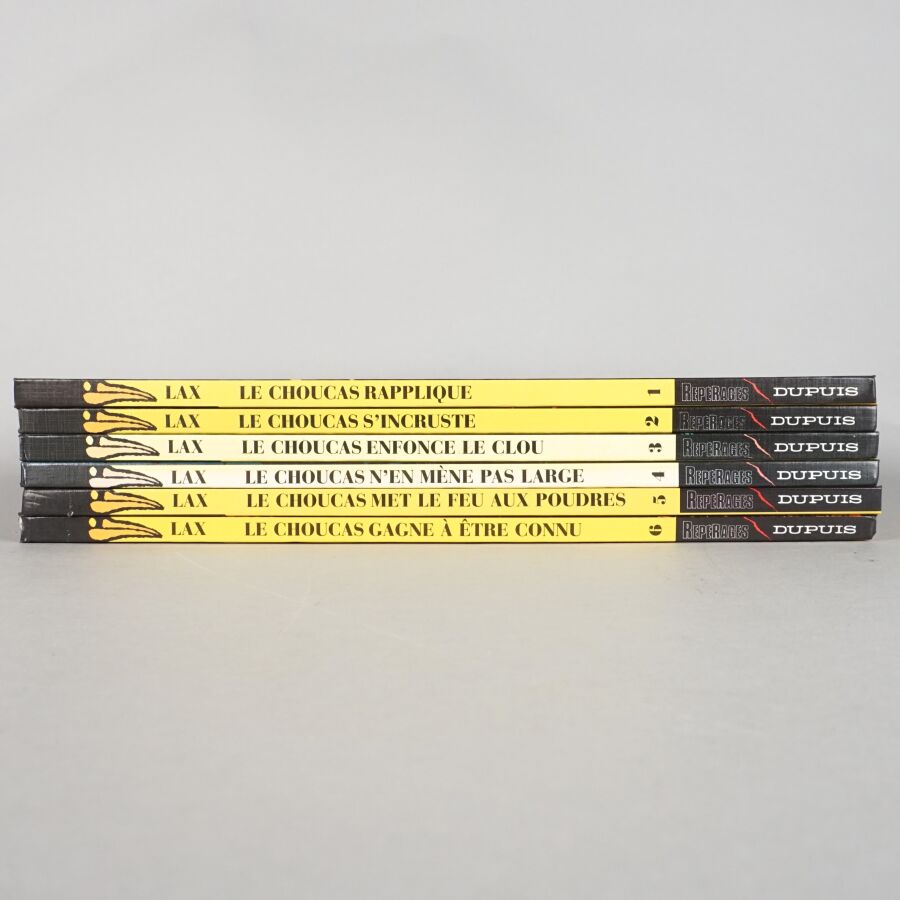 LAX LE CHOUCAS RAPPLIQUE 1 REPERAGES DUPUIS
LAX LE CHOUCAS S'INCRUSTE 2 REPERAGES DUPUIS
LAX LE CHOUCAS ENFONCE LE CLOU 3 REPERAGES DUPUIS
LAX LE CHOUCAS N'EN MÈNE PAS LARGE 4 REPERAGES DUPUIS
LAX LE CHOUCAS MET LE FEU AUX POUDRES 5 REPERAGES DUPUIS
LAX LE CHOUCAS GAGNE À ÊTRE CONNU 6 REPERAGES DUPUIS